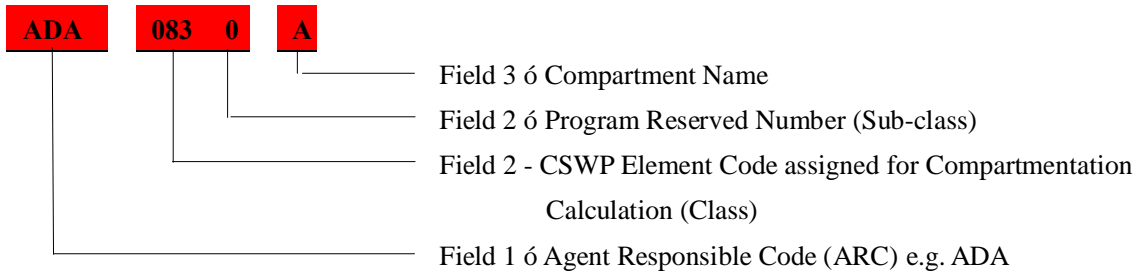 ADA 083 0 A
Field 3 ó Compartment Name
Field 2 ó Program Reserved Number (Sub-class)
Field 2 - CSWP Element Code assigned for Compartmentation
Calculation (Class)
Field 1 ó Agent Responsible Code (ARC) e.g. ADA